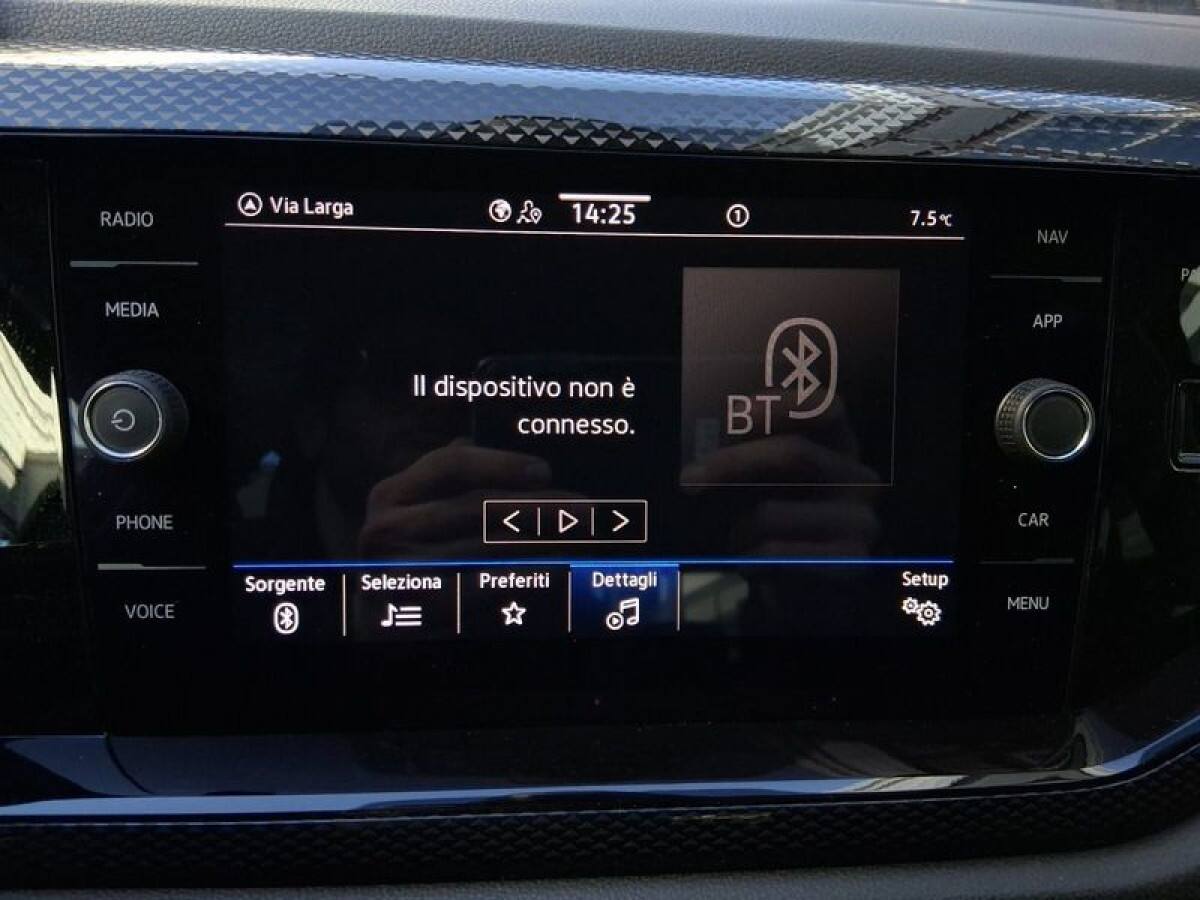 RADIO
MEDIA
PHONE
VOICE
Via Larga
14:25
1
7.5°C
Il dispositivo non è
connesso.
BT
Sorgente
Seleziona
Preferiti
Dettagli
Setup
NAV
APP
CAR
MENU